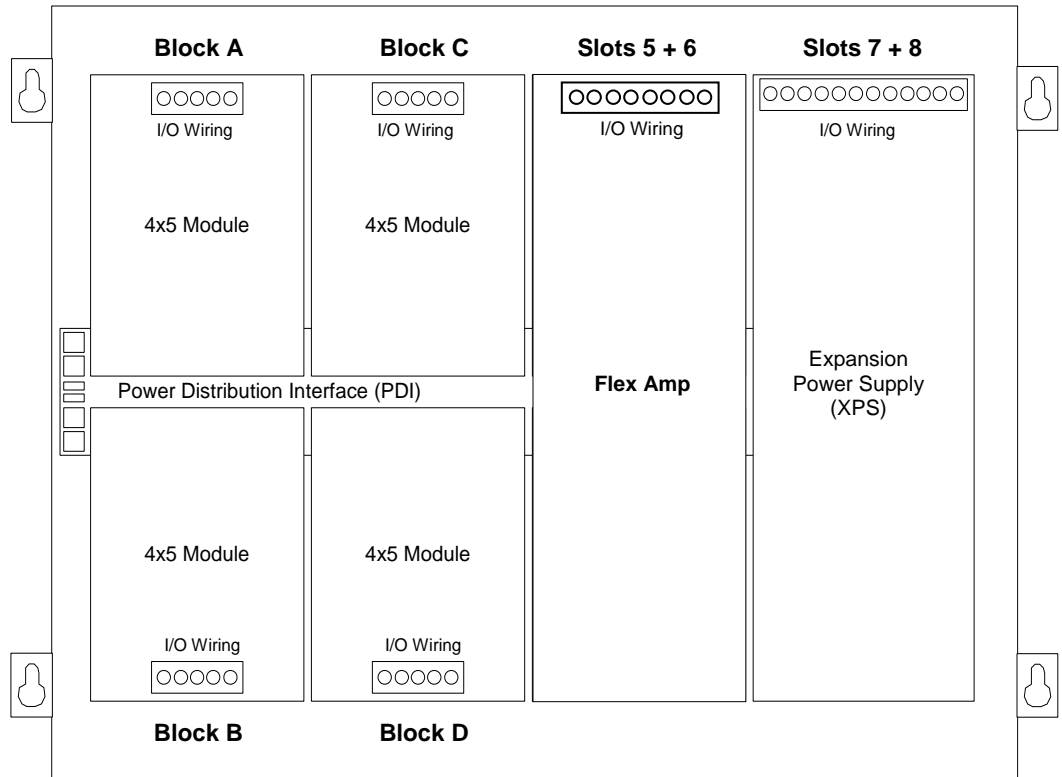 Block A
Block C
Slots 5 + 6
Slots 7 + 8
I/O Wiring
I/O Wiring
I/O Wiring
I/O Wiring
4x5 Module
4x5 Module
Power Distribution Interface (PDI)
Flex Amp
Expansion
Power Supply
(XPS)
4x5 Module
4x5 Module
I/O Wiring
I/O Wiring
Block B
Block D